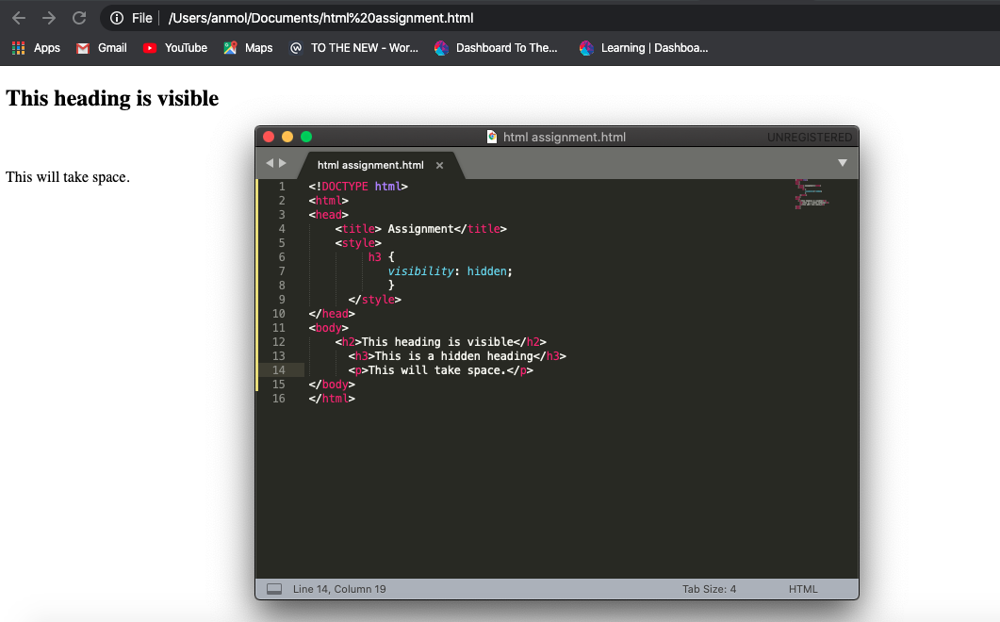 File /Users/anmol/Documents/html%20assignment.html
Apps Gmail YouTube Maps TO THE NEW - Wor... Dashboard To The... Learning | Dashboa...
This heading is visible
This will take space.
html assignment.html UNREGISTERED
html assignment.html ×
1 <!DOCTYPE html>
2 <html>
3 <head>
4 <title> Assignment</title>
5 <style>
6 h3 {
7 visibility: hidden;
8 }
9 </style>
10 </head>
11 <body>
12 <h2>This heading is visible</h2>
13 <h3>This is a hidden heading</h3>
14 <p>This will take space.</p>
15 </body>
16 </html>
Line 14, Column 19 Tab Size: 4 HTML